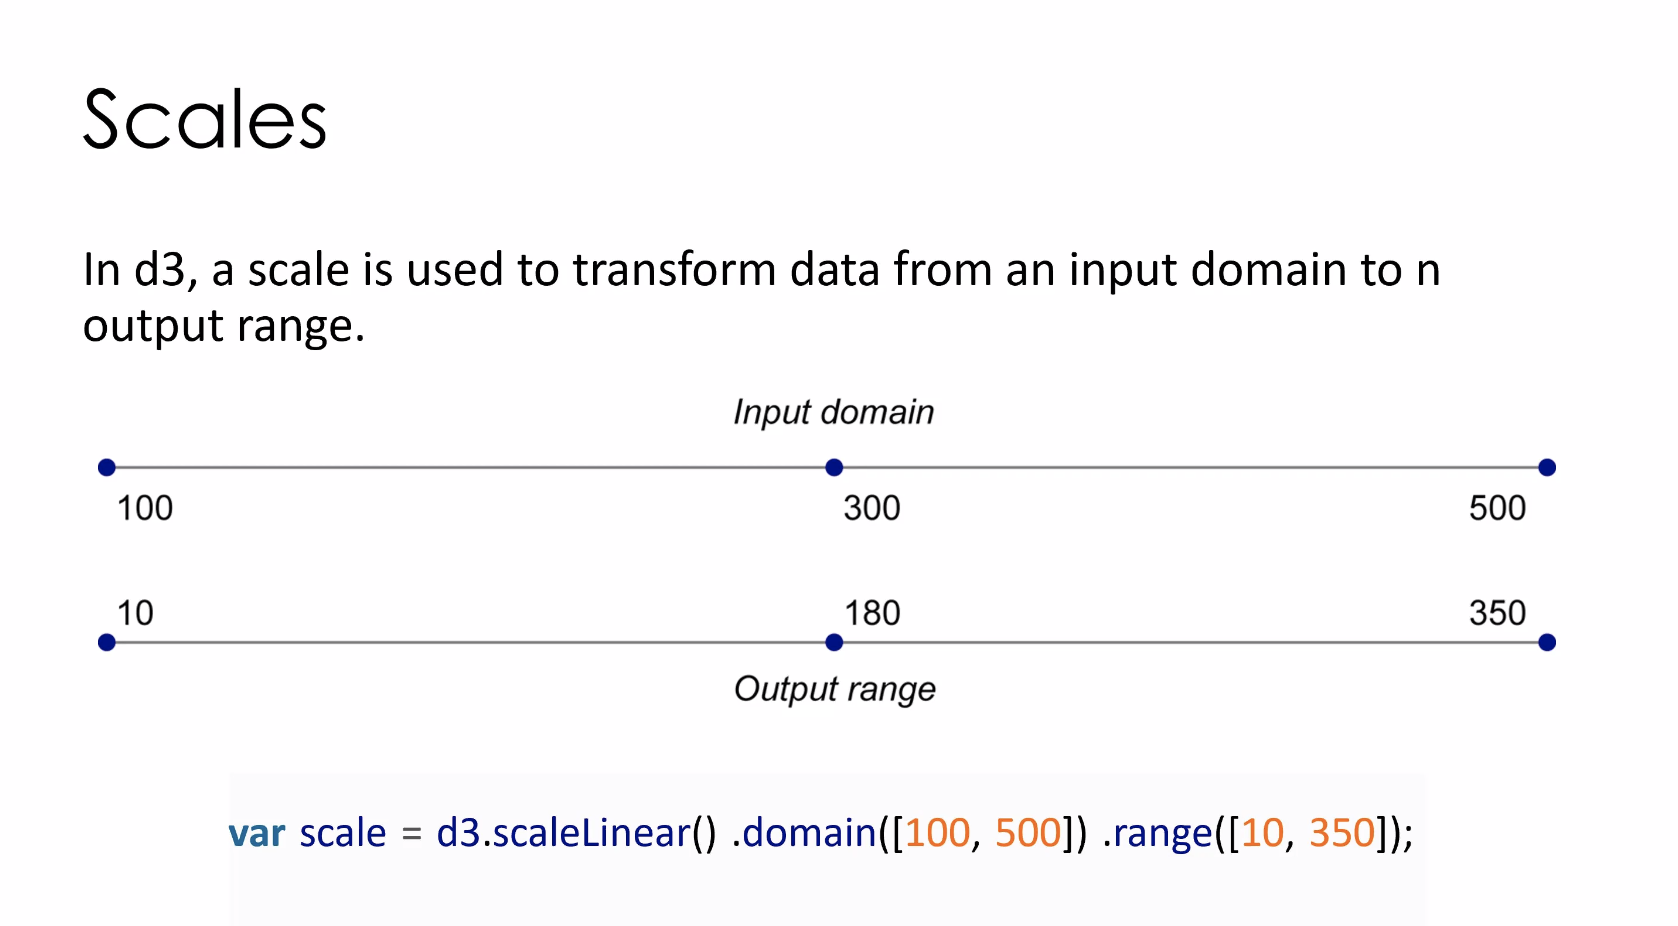 Scales
In d3, a scale is used to transform data from an input domain to n
output range.
Input domain
100 300 500
10 180 350
Output range
var scale = d3.scaleLinear() .domain([100, 500]) .range([10, 350]);